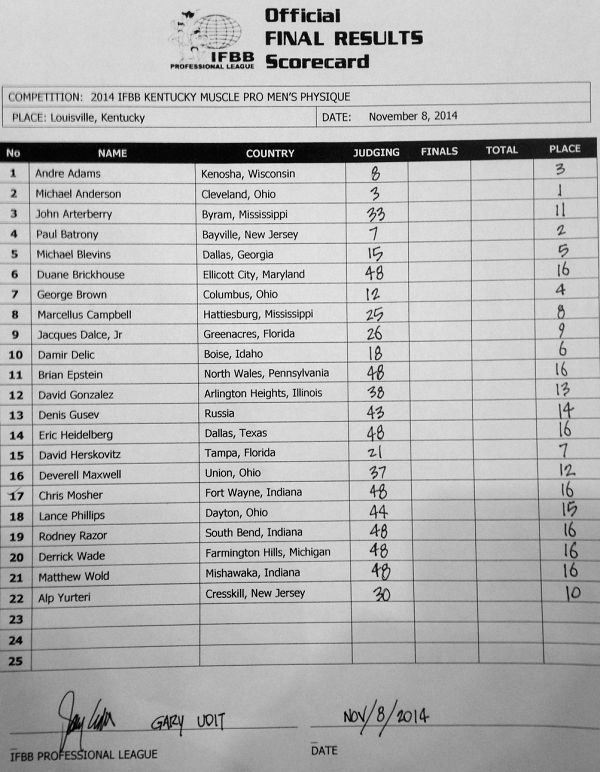 Official
FINAL RESULTS
Scorecard
IFBB
PROFESSIONAL LEAGUE
COMPETITION: 2014 IFBB KENTUCKY MUSCLE PRO MEN'S PHYSIQUE
PLACE: Louisville, Kentucky DATE: November 8, 2014
No NAME COUNTRY JUDGING FINALS TOTAL PLACE
1 Andre Adams Kenosha, Wisconsin 8 3
2 Michael Anderson Cleveland, Ohio 3 1
3 John Arterberry Byram, Mississippi 33 11
4 Paul Batrony Bayville, New Jersey 7 2
5 Michael Blevins Dallas, Georgia 15 5
6 Duane Brickhouse Ellicott City, Maryland 48 16
7 George Brown Columbus, Ohio 12 4
8 Marcellus Campbell Hattiesburg, Mississippi 25 8
9 Jacques Dalce, Jr Greenacres, Florida 26 9
10 Damir Delic Boise, Idaho 18 6
11 Brian Epstein North Wales, Pennsylvania 48 16
12 David Gonzalez Arlington Heights, Illinois 38 13
13 Denis Gusev Russia 43 14
14 Eric Heidelberg Dallas, Texas 48 16
15 David Herskovitz Tampa, Florida 21 7
16 Deverell Maxwell Union, Ohio 37 12
17 Chris Mosher Fort Wayne, Indiana 48 16
18 Lance Phillips Dayton, Ohio 44 15
19 Rodney Razor South Bend, Indiana 48 16
20 Derrick Wade Farmington Hills, Michigan 48 16
21 Matthew Wold Mishawaka, Indiana 48 16
22 Alp Yurteri Cresskill, New Jersey 30 10
23
24
25
GARY UDIT NOV/8/2014
IFBB PROFESSIONAL LEAGUE DATE